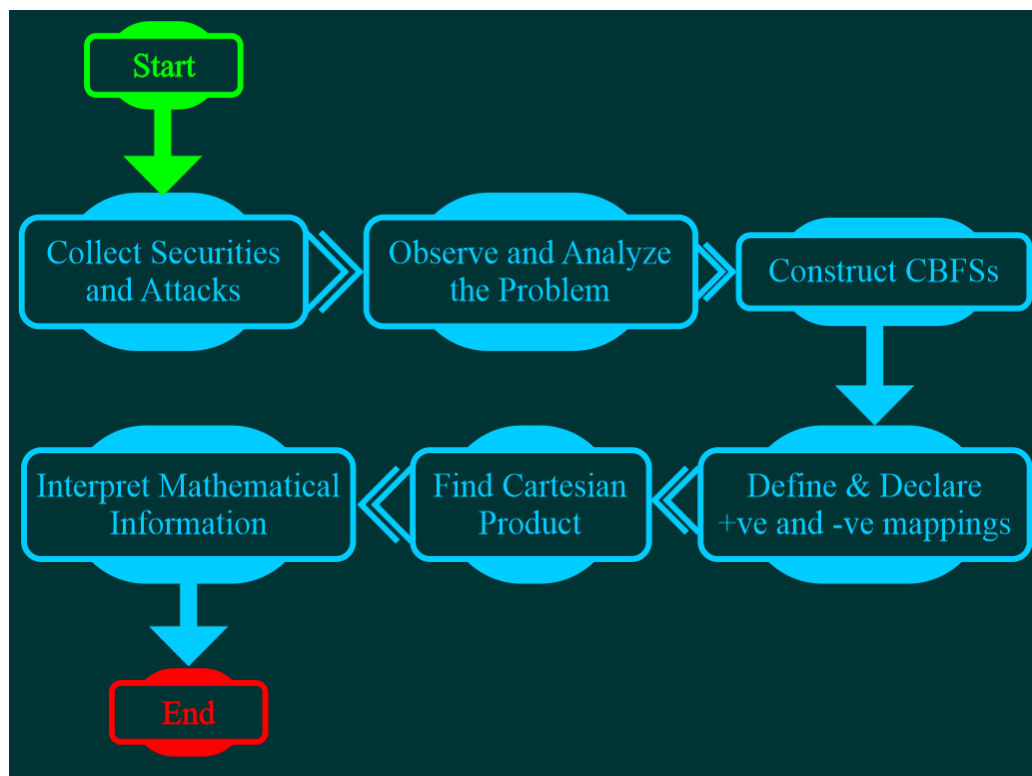 Start
Collect Securities
and Attacks
Observe and Analyze
the Problem
Construct CBFSs
Define & Declare
+ve and -ve mappings
Find Cartesian
Product
Interpret Mathematical
Information
End